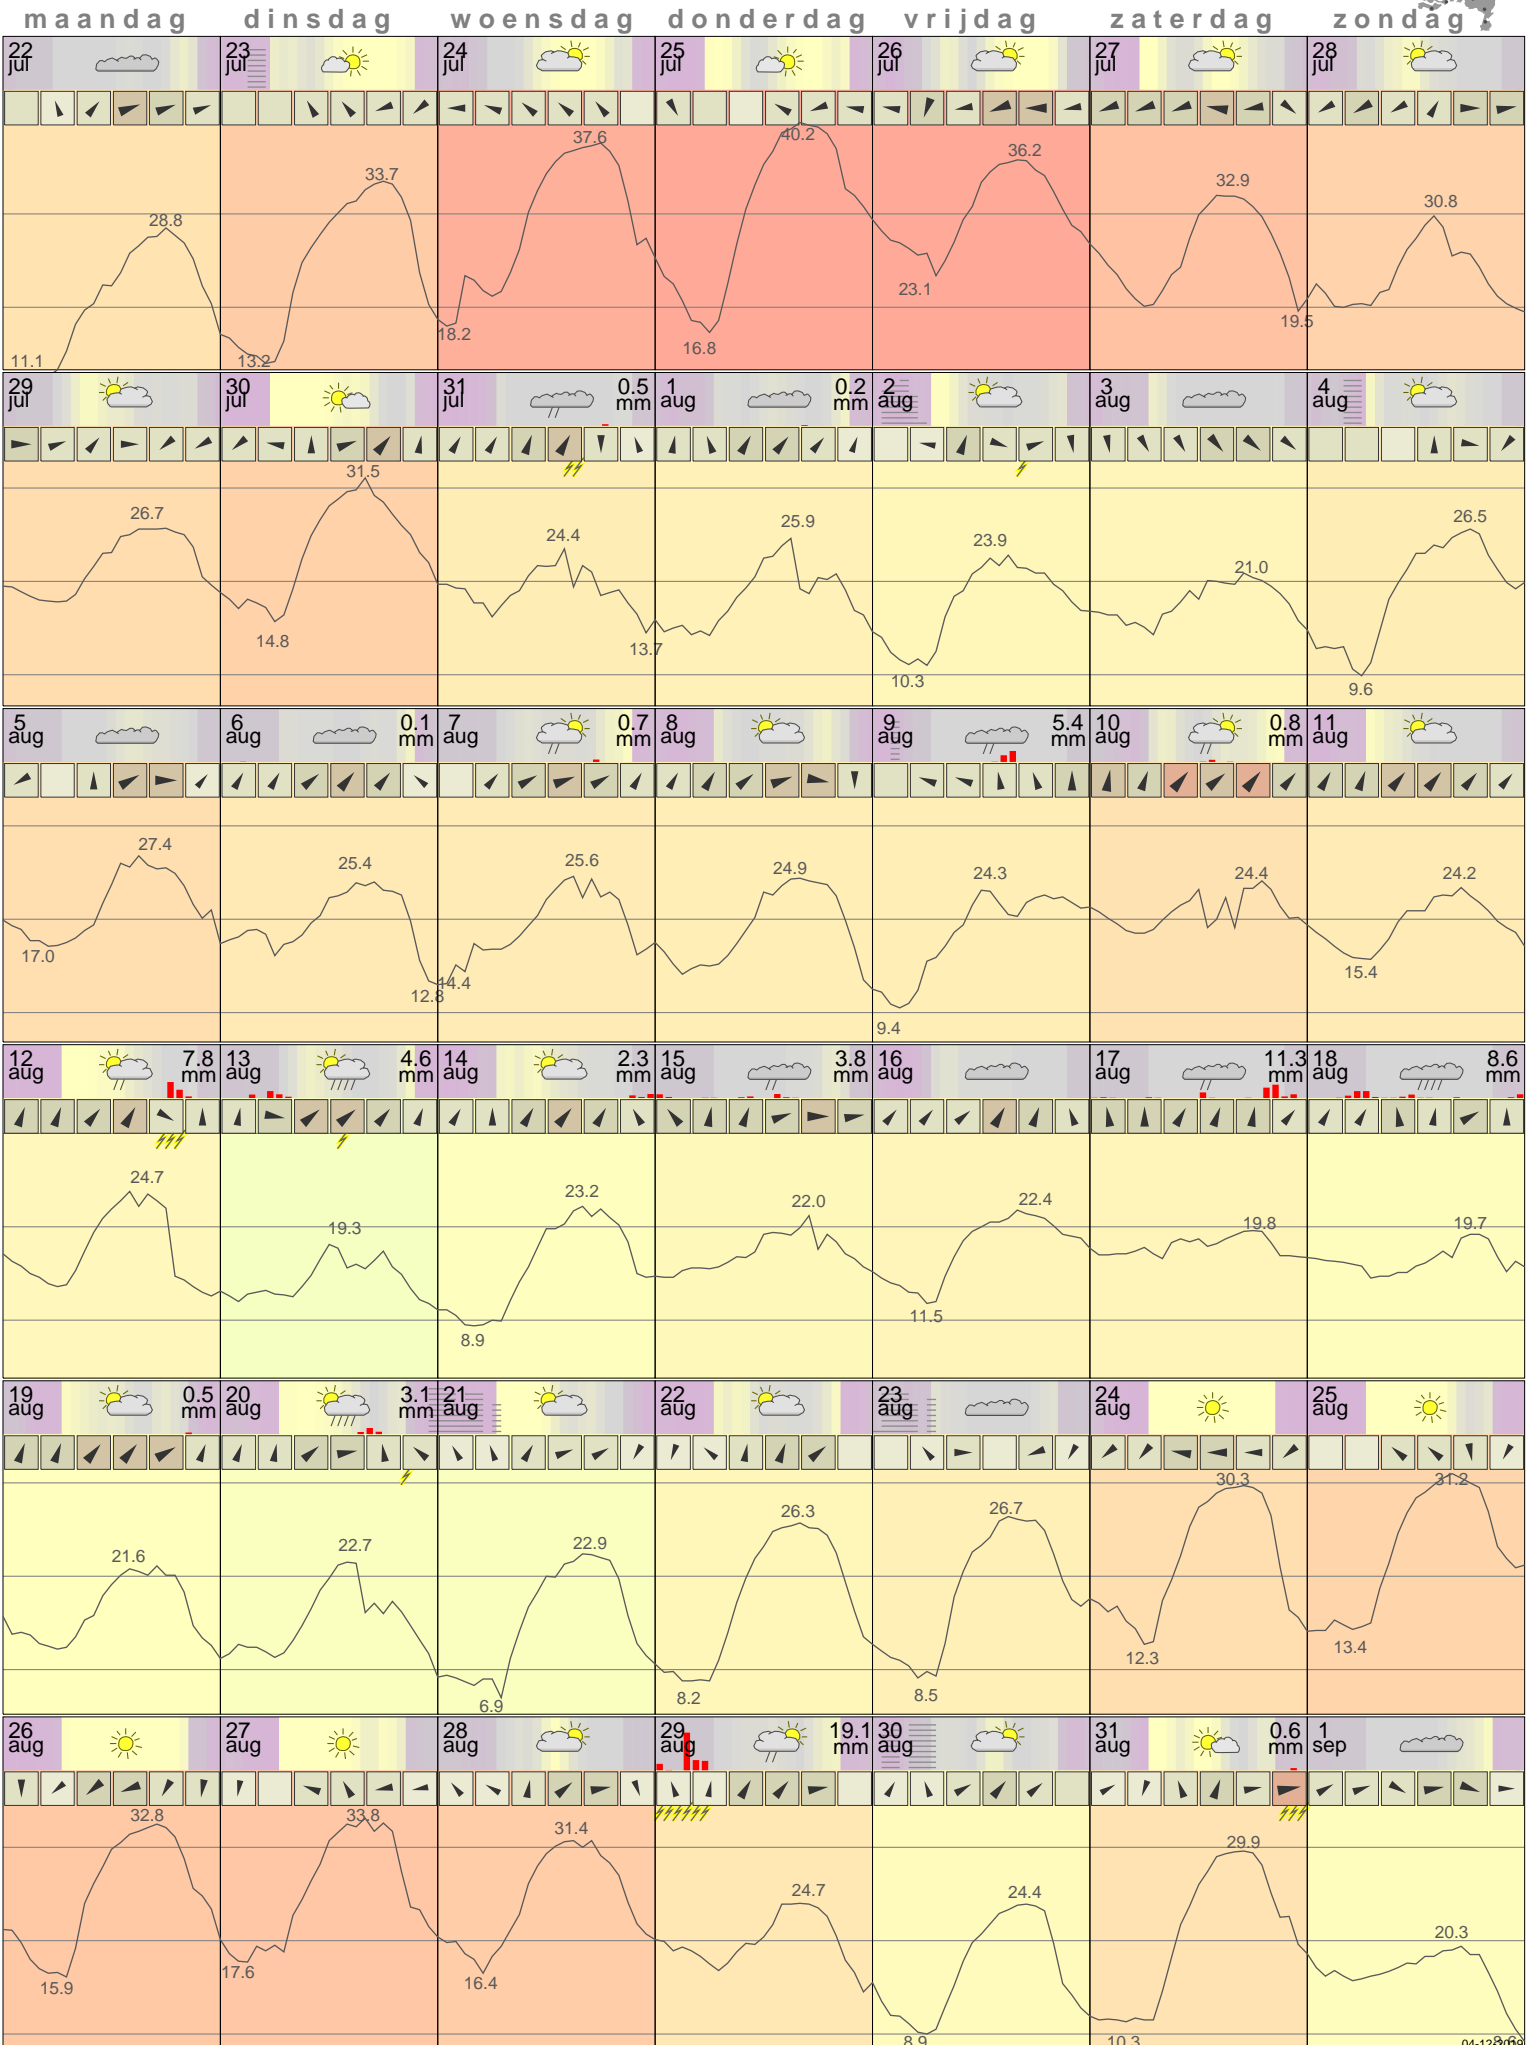 maandag dinsdag woensdag donderdag vrijdag zaterdag zondag
22 23 24 25 26 27 28
jul jul jul jul jul jul jul
11.1 28.8 13.2 33.7 18.2 37.6 16.8 40.2 23.1 36.2 32.9 19.5 30.8
29 30 31 0.5 1 0.2 2 3 4
jul jul jul mm aug mm aug aug aug
26.7 14.8 31.5 24.4 13.7 25.9 10.3 23.9 21.0 9.6 26.5
5 6 0.1 7 0.7 8 9 5.4 10 0.8 11
aug aug mm aug mm aug aug mm aug mm aug
17.0 27.4 25.4 12.8 14.4 25.6 24.9 9.4 24.3 24.4 15.4 24.2
12 7.8 13 4.6 14 2.3 15 3.8 16 17 11.3 18 8.6
aug mm aug mm aug mm aug mm aug aug mm aug mm
24.7 19.3 8.9 23.2 22.0 11.5 22.4 19.8 19.7
19 0.5 20 3.1 21 22 23 24 25
aug mm aug mm aug aug aug aug aug
21.6 22.7 6.9 22.9 8.2 26.3 8.5 26.7 12.3 30.3 13.4 31.2
26 27 28 29 19.1 30 31 0.6 1
aug aug aug aug mm aug aug mm sep
15.9 32.8 17.6 33.8 16.4 31.4 24.7 8.9 24.4 10.3 29.9 20.3
04-12-2019